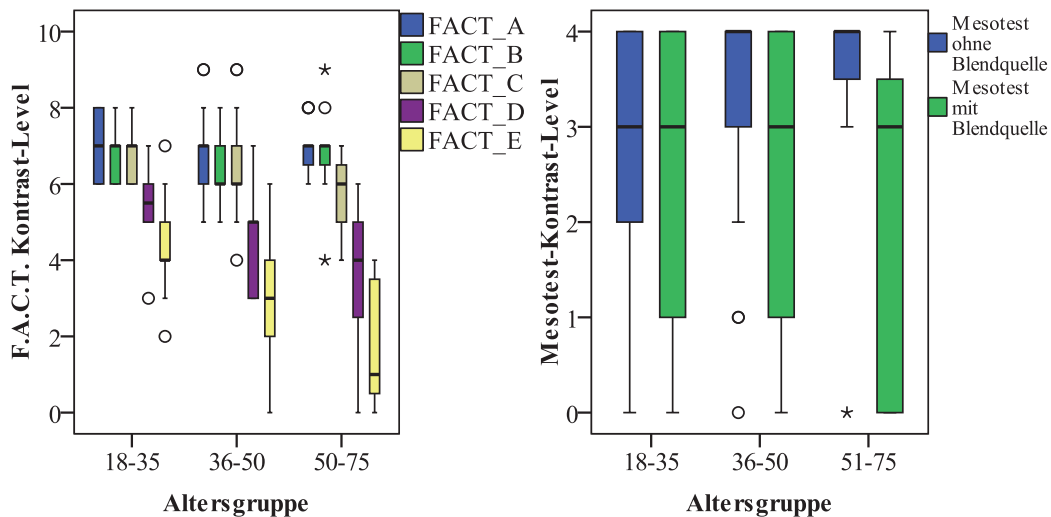 F.A.C.T. Kontrast-Level
10
8
6
4
2
0
18-35
36-50
50-75
Altersgruppe
FACT_A
FACT_B
FACT_C
FACT_D
FACT_E
Mesotest-Kontrast-Level
4
3
2
1
0
18-35
36-50
51-75
Altersgruppe
Mesotest
ohne
Blendquelle
Mesotest
mit
Blendquelle